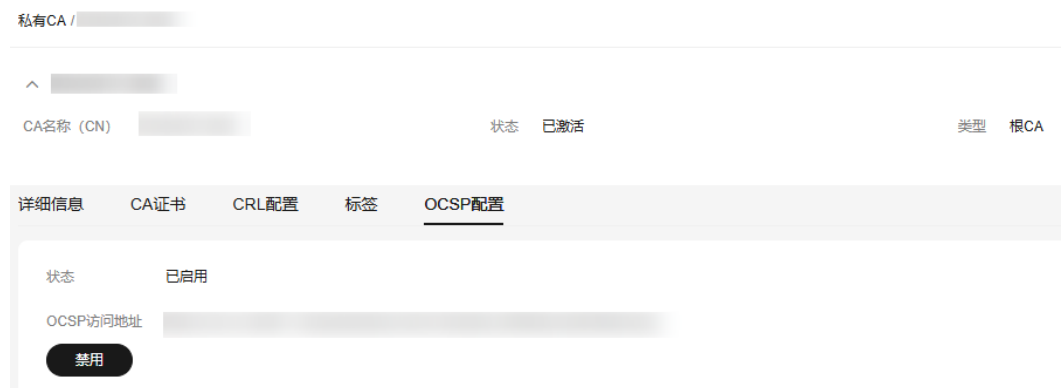 私有CA /
CA名称（CN） 状态 已激活 类型 根CA
详细信息 CA证书 CRL配置 标签 OCSP配置
状态 已启用
OCSP访问地址
禁用